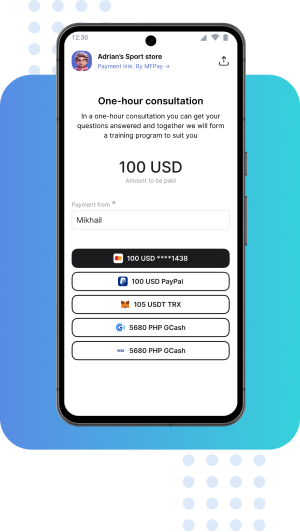 12:30
Adrian's Sport store
Payment link. By MFPay →
One-hour consultation
In a one-hour consultation you can get your
questions answered and together we will form
a training program to suit you
100 USD
Amount to be paid
Payment from *
Mikhail
100 USD ****1438
100 USD PayPal
105 USDT TRX
5680 PHP GCash
VISA 5680 PHP GCash